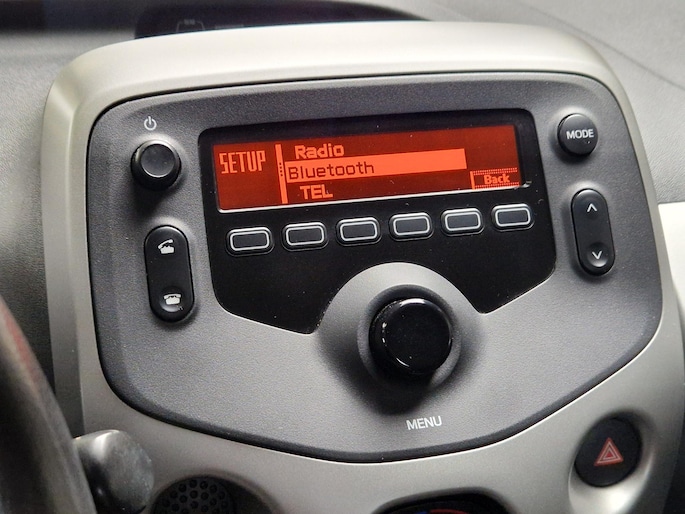 SETUP
Radio
Bluetooth
TEL
Back
MODE
MENU